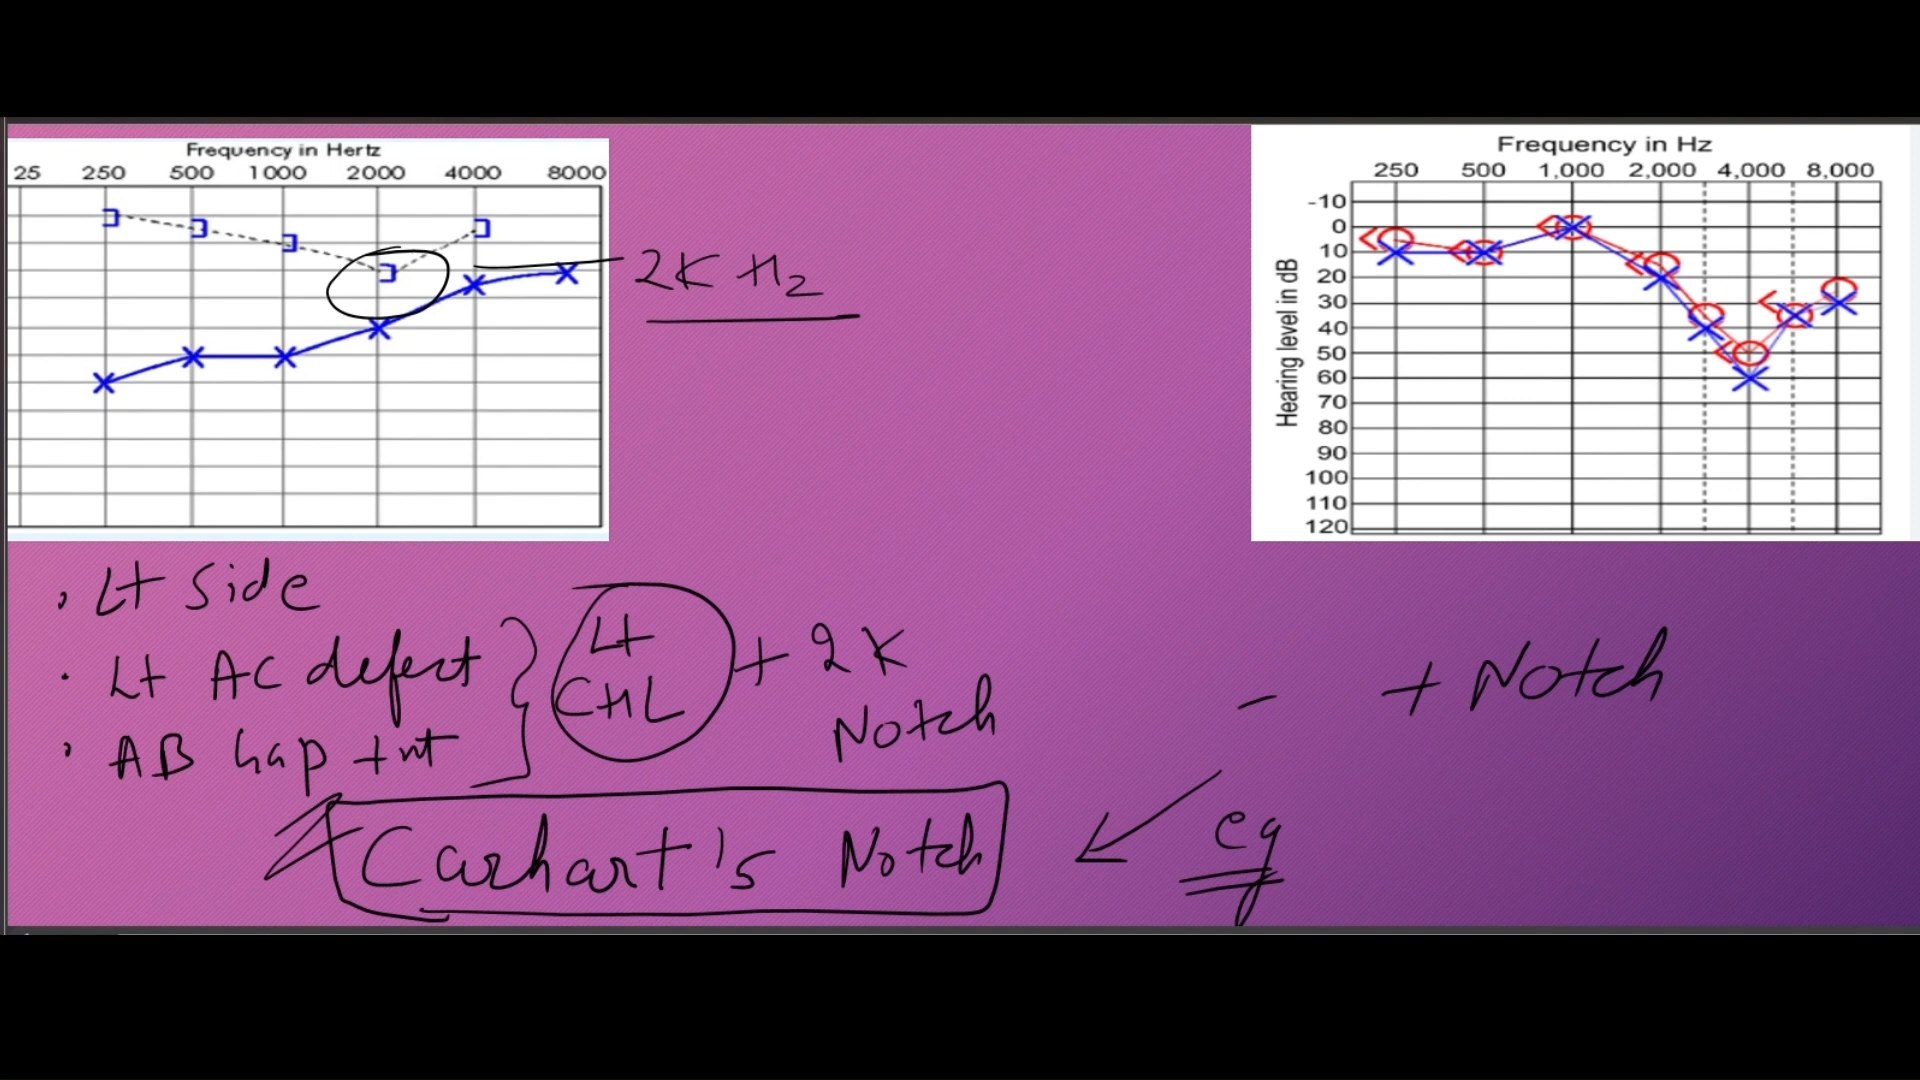 Frequency in Hertz
25 250 500 1000 2000 4000 8000
2K Hz
Frequency in Hz
250 500 1,000 2,000 4,000 8,000
Hearing level in dB
-10
0
10
20
30
40
50
60
70
80
90
100
110
120
• Lt Side
• Lt AC defect
• AB Gap +nt
Lt
CHL
+ 2K
Notch
- + Notch
Carhart's Notch
eg